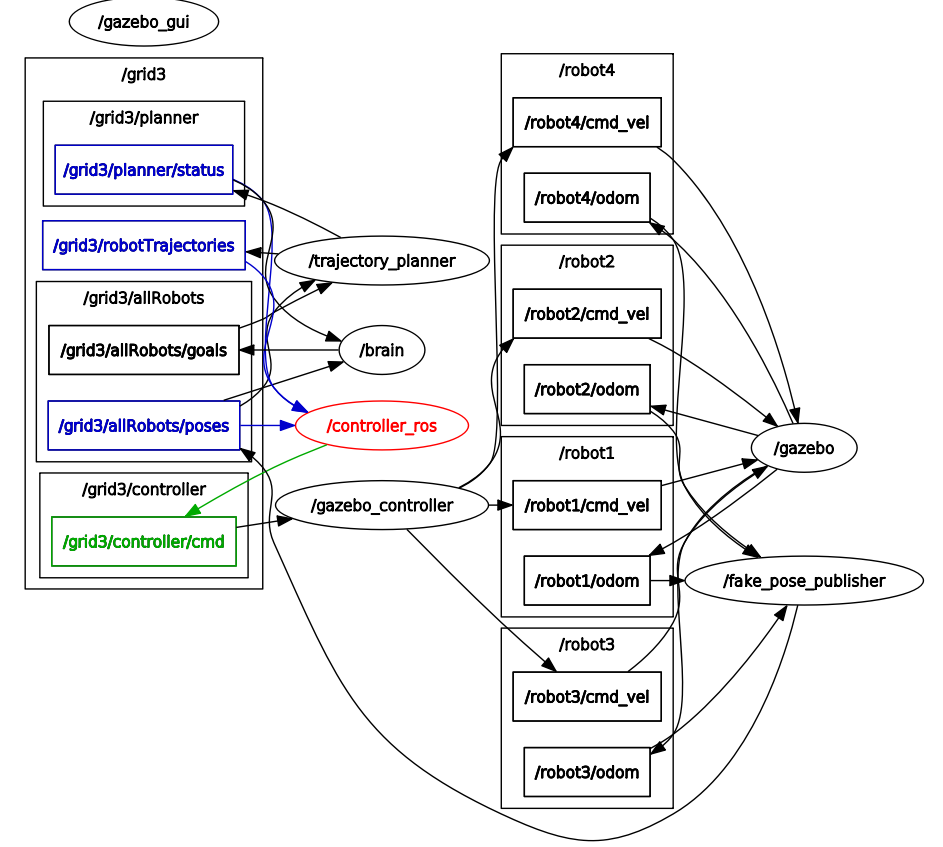 /gazebo_gui
/grid3
/grid3/planner
/grid3/planner/status
/grid3/robotTrajectories
/grid3/allRobots
/grid3/allRobots/goals
/grid3/allRobots/poses
/grid3/controller
/grid3/controller/cmd
/trajectory_planner
/brain
/controller_ros
/gazebo_controller
/robot4
/robot4/cmd_vel
/robot4/odom
/robot2
/robot2/cmd_vel
/robot2/odom
/robot1
/robot1/cmd_vel
/robot1/odom
/robot3
/robot3/cmd_vel
/robot3/odom
/gazebo
/fake_pose_publisher